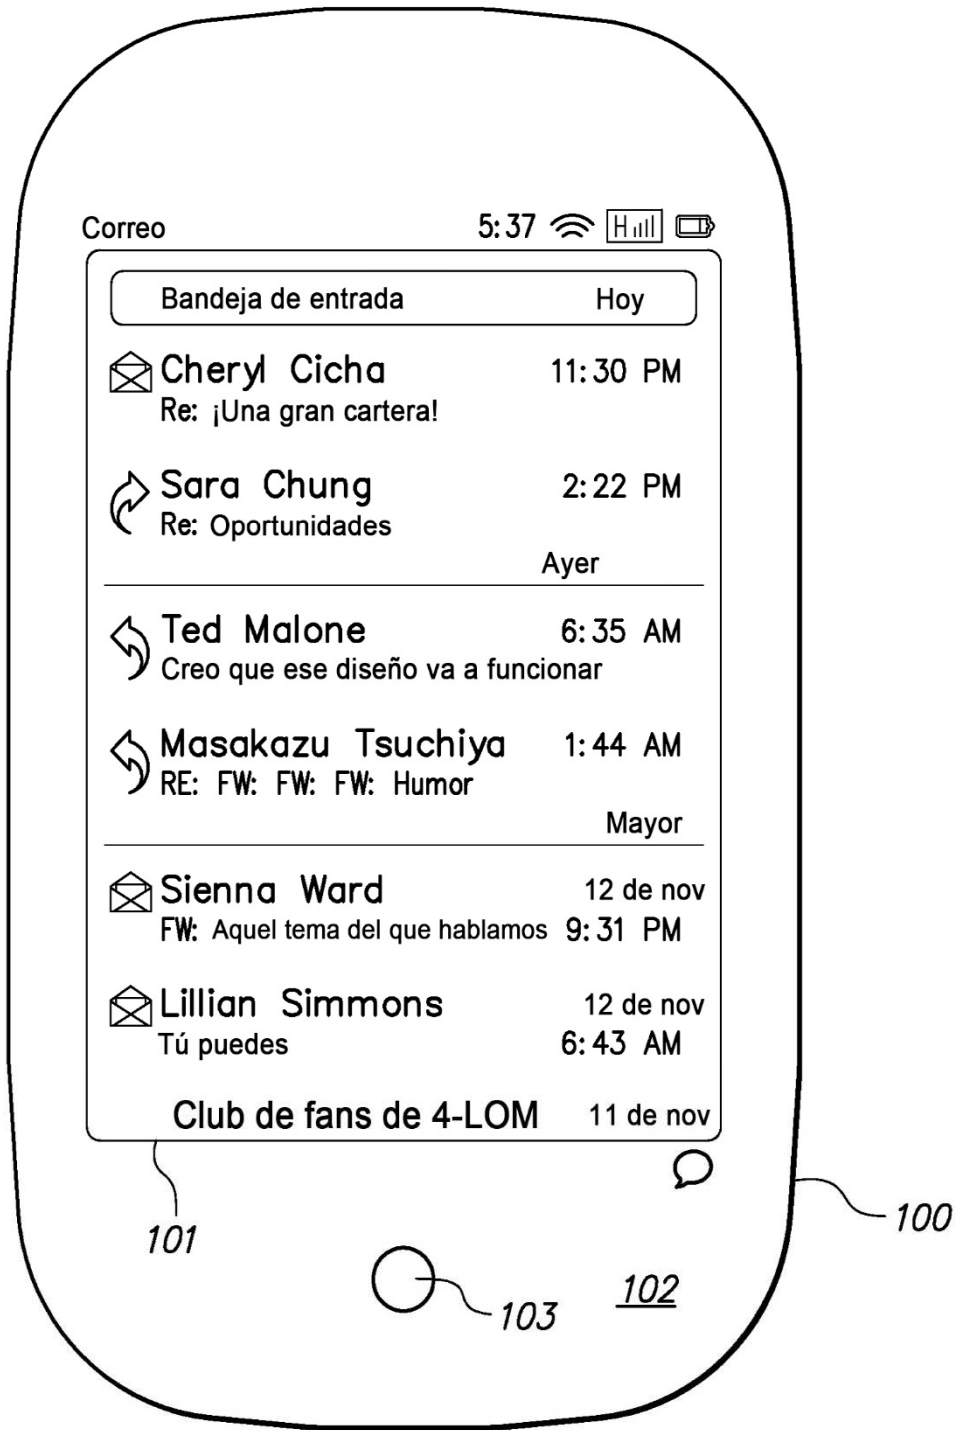 Correo 5:37 H
Bandeja de entrada Hoy
Cheryl Cicha 11:30 PM
Re: ¡Una gran cartera!
Sara Chung 2:22 PM
Re: Oportunidades
Ayer
Ted Malone 6:35 AM
Creo que ese diseño va a funcionar
Masakazu Tsuchiya 1:44 AM
RE: FW: FW: FW: Humor
Mayor
Sienna Ward 12 de nov
FW: Aquel tema del que hablamos 9:31 PM
Lillian Simmons 12 de nov
Tú puedes 6:43 AM
Club de fans de 4-LOM 11 de nov
101
100
103
102